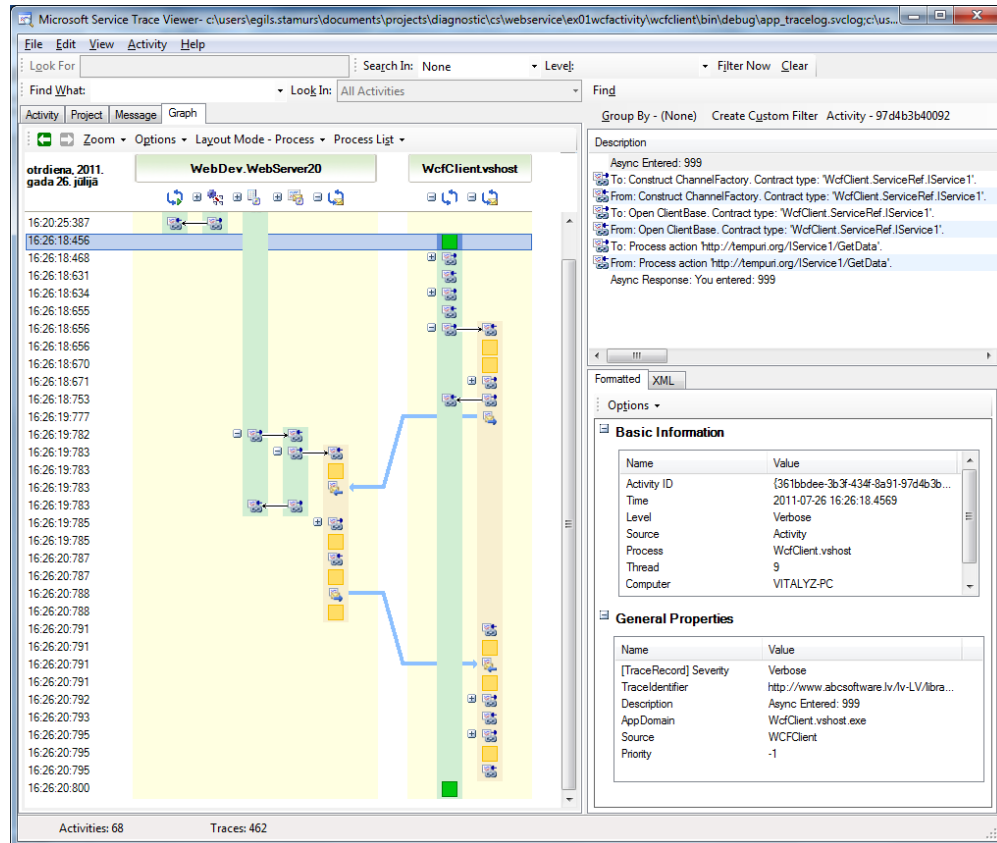 Microsoft Service Trace Viewer- c:\users\egils.stamurs\documents\projects\diagnostic\cs\webservice\ex01wcfactivity\wcfclient\bin\debug\app_tracelog.svclog;c:\us...
File Edit View Activity Help
Look For Search In: None Level: Filter Now Clear
Find What: Look In: All Activities Find
Activity Project Message Graph
Zoom Options Layout Mode - Process Process List
otrdiena, 2011. gada 26. jūlijā
WebDev.WebServer20 WcfClient.vshost
16:20:25:387
16:26:18:456
16:26:18:468
16:26:18:631
16:26:18:634
16:26:18:655
16:26:18:656
16:26:18:656
16:26:18:670
16:26:18:671
16:26:18:753
16:26:19:777
16:26:19:782
16:26:19:783
16:26:19:783
16:26:19:783
16:26:19:783
16:26:19:785
16:26:19:785
16:26:20:787
16:26:20:787
16:26:20:788
16:26:20:788
16:26:20:791
16:26:20:791
16:26:20:791
16:26:20:791
16:26:20:792
16:26:20:793
16:26:20:795
16:26:20:795
16:26:20:795
16:26:20:800
Group By - (None) Create Custom Filter Activity - 97d4b3b40092
Description
Async Entered: 999
To: Construct ChannelFactory. Contract type: 'WcfClient.ServiceRef.IService1'.
From: Construct ChannelFactory. Contract type: 'WcfClient.ServiceRef.IService1'.
To: Open ClientBase. Contract type: 'WcfClient.ServiceRef.IService1'.
From: Open ClientBase. Contract type: 'WcfClient.ServiceRef.IService1'.
To: Process action 'http://tempuri.org/IService1/GetData'.
From: Process action 'http://tempuri.org/IService1/GetData'.
Async Response: You entered: 999
Formatted XML
Options
Basic Information
Name Value
Activity ID {361bbdee-3b3f-434f-8a91-97d4b3b...
Time 2011-07-26 16:26:18.4569
Level Verbose
Source Activity
Process WcfClient.vshost
Thread 9
Computer VITALYZ-PC
General Properties
Name Value
[TraceRecord] Severity Verbose
TraceIdentifier http://www.abcsoftware.lv/lv-LV/libra...
Description Async Entered: 999
AppDomain WcfClient.vshost.exe
Source WCFClient
Priority -1
Activities: 68 Traces: 462